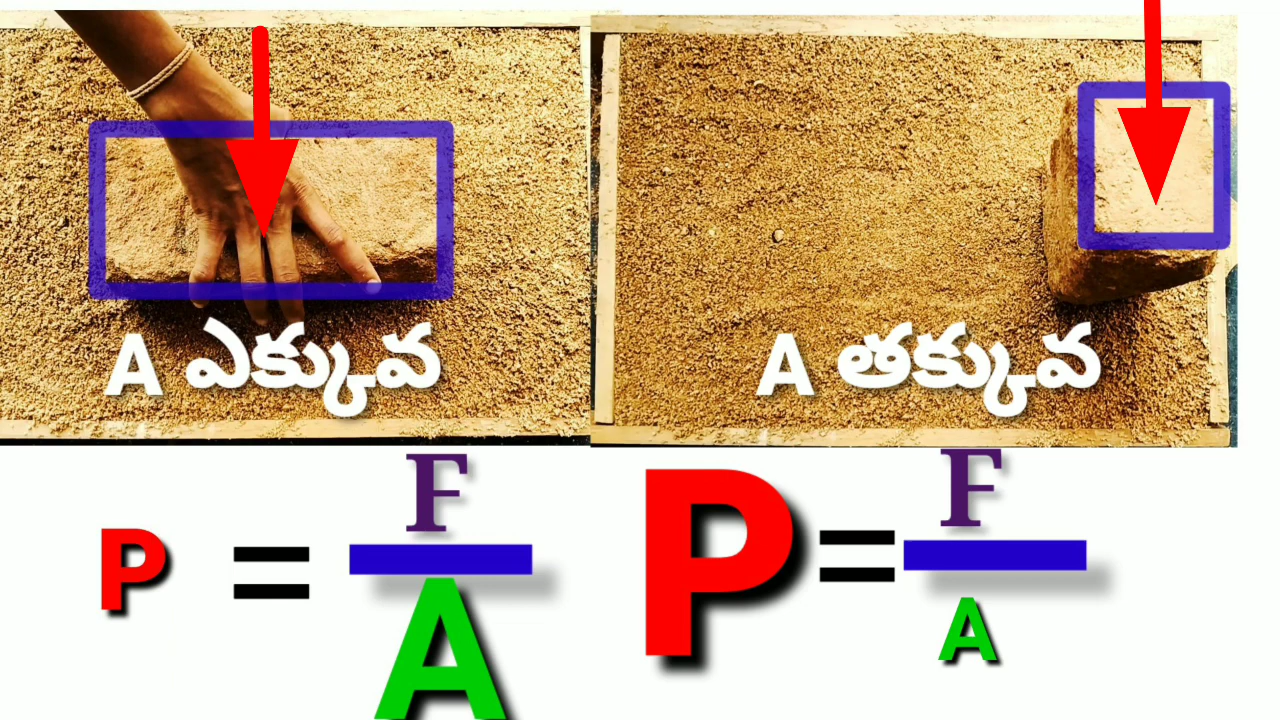 A ఎక్కువ
A తక్కువ
P = F
A
P = F
A